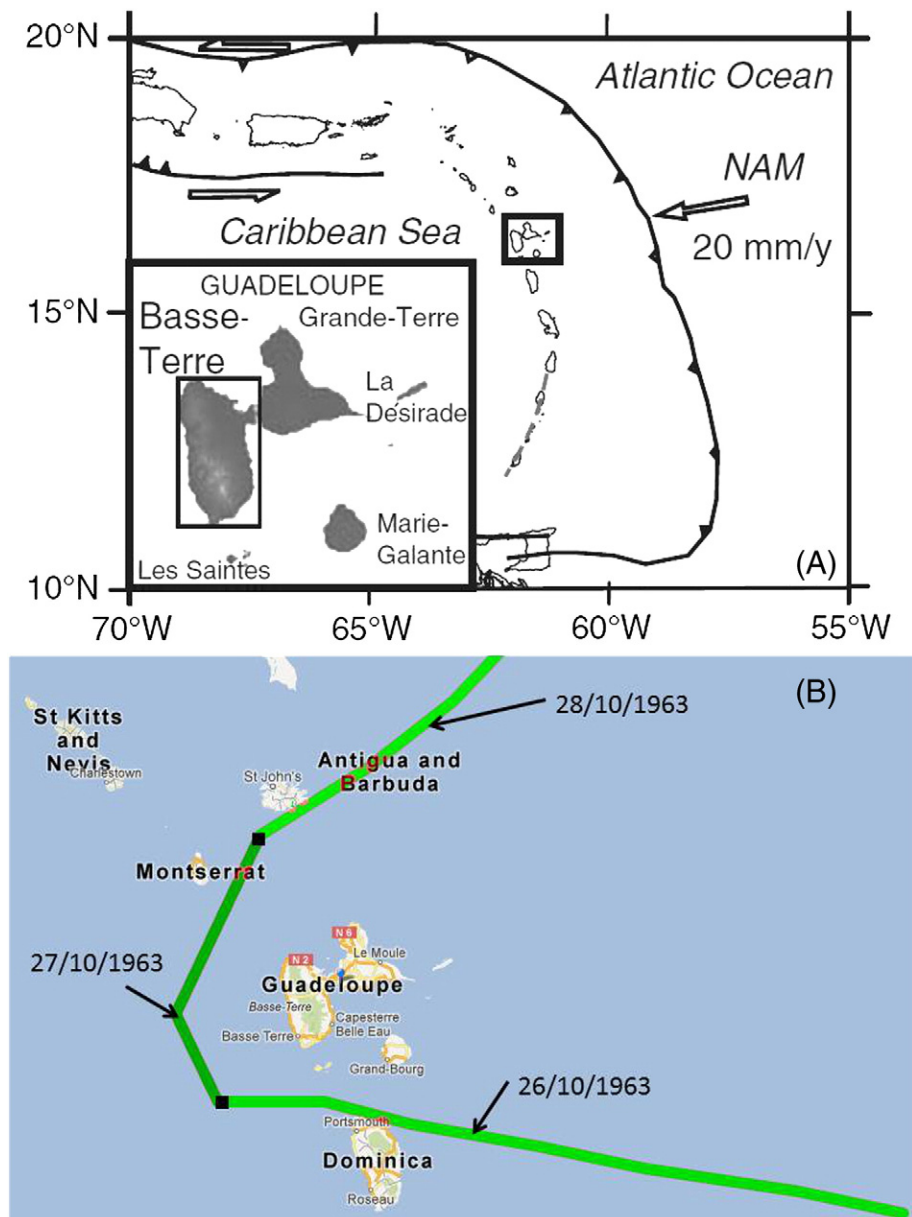 20°N
Atlantic Ocean
NAM
20 mm/y
Caribbean Sea
15°N
GUADELOUPE
Basse-
Terre
Grande-Terre
La
Désirade
Marie-
Galante
Les Saintes
(A)
10°N
70°W
65°W
60°W
55°W
(B)
St Kitts
and
Nevis
Charlestown
28/10/1963
Antigua and
Barbuda
St John's
Montserrat
27/10/1963
N 6
N 2
Le Moule
Guadeloupe
Basse-Terre
Capesterre
Belle Eau
Basse Terre
Grand-Bourg
26/10/1963
Portsmouth
Dominica
Roseau